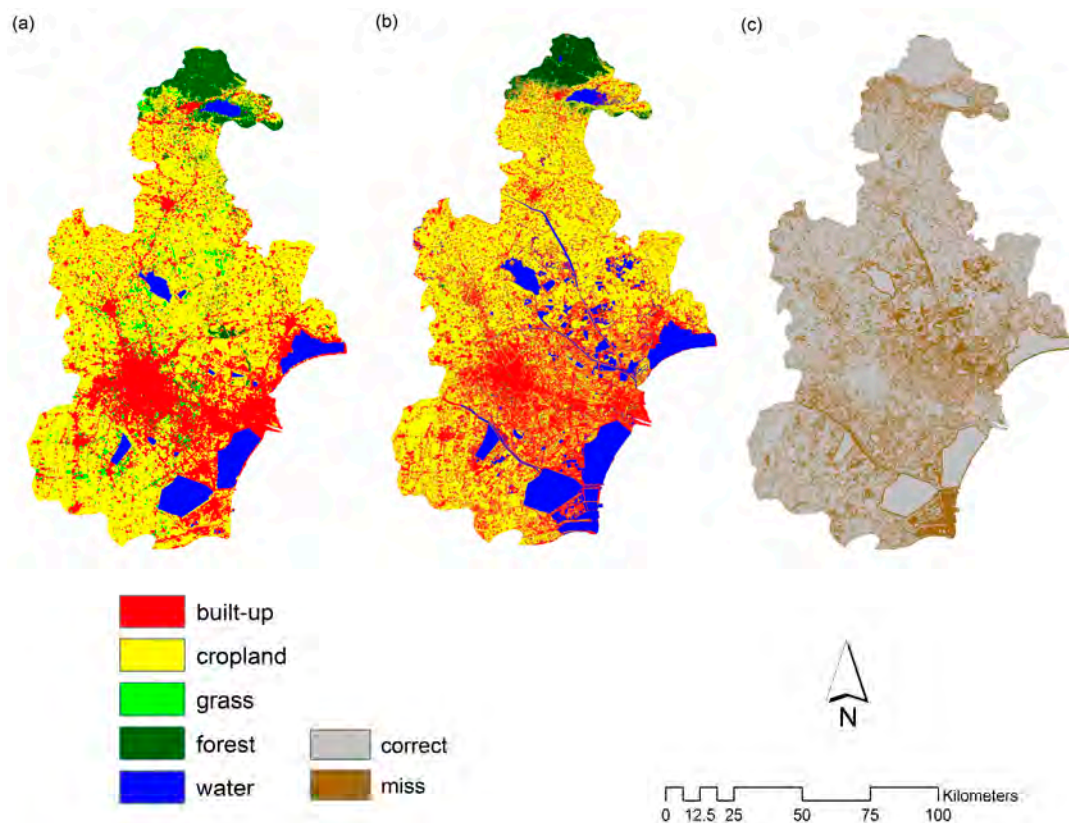 (a)
(b)
(c)
built-up
cropland
grass
forest
water
correct
miss
N
Kilometers
0 12.5 25 50 75 100